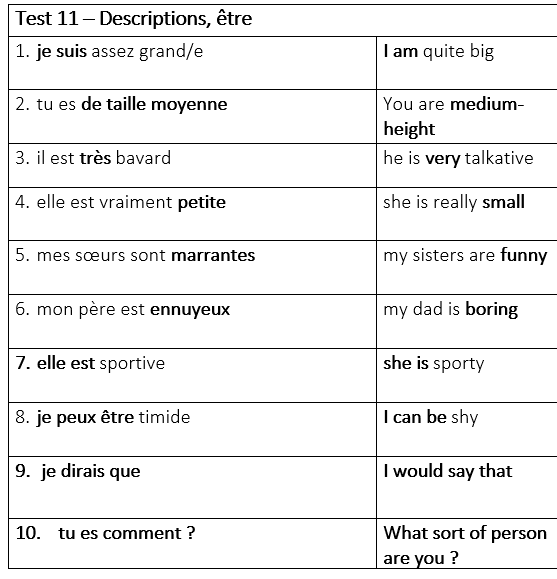 Test 11 – Descriptions, être
1. je suis assez grand/e
I am quite big
2. tu es de taille moyenne
You are medium-
height
3. il est très bavard
he is very talkative
4. elle est vraiment petite
she is really small
5. mes sœurs sont marrantes
my sisters are funny
6. mon père est ennuyeux
my dad is boring
7. elle est sportive
she is sporty
8. je peux être timide
I can be shy
9. je dirais que
I would say that
10. tu es comment ?
What sort of person
are you ?